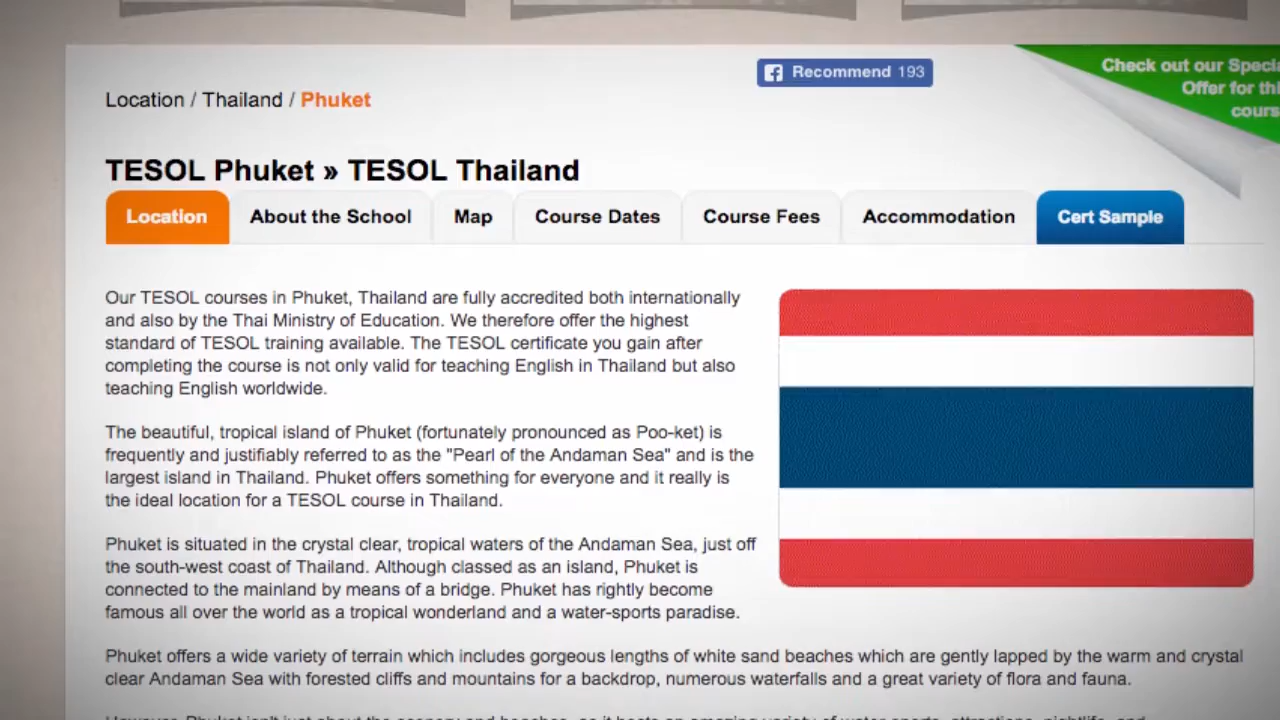 Recommend 193
Check out our
Offer for
Location / Thailand / Phuket
TESOL Phuket » TESOL Thailand
Location About the School Map Course Dates Course Fees Accommodation Cert Sample
Our TESOL courses in Phuket, Thailand are fully accredited both internationally
and also by the Thai Ministry of Education. We therefore offer the highest
standard of TESOL training available. The TESOL certificate you gain after
completing the course is not only valid for teaching English in Thailand but also
teaching English worldwide.
The beautiful, tropical island of Phuket (fortunately pronounced as Poo-ket) is
frequently and justifiably referred to as the "Pearl of the Andaman Sea" and is the
largest island in Thailand. Phuket offers something for everyone and it really is
the ideal location for a TESOL course in Thailand.
Phuket is situated in the crystal clear, tropical waters of the Andaman Sea, just off
the south-west coast of Thailand. Although classed as an island, Phuket is
connected to the mainland by means of a bridge. Phuket has rightly become
famous all over the world as a tropical wonderland and a water-sports paradise.
Phuket offers a wide variety of terrain which includes gorgeous lengths of white sand beaches which are gently lapped by the warm and crystal
clear Andaman Sea with forested cliffs and mountains for a backdrop, numerous waterfalls and a great variety of flora and fauna.